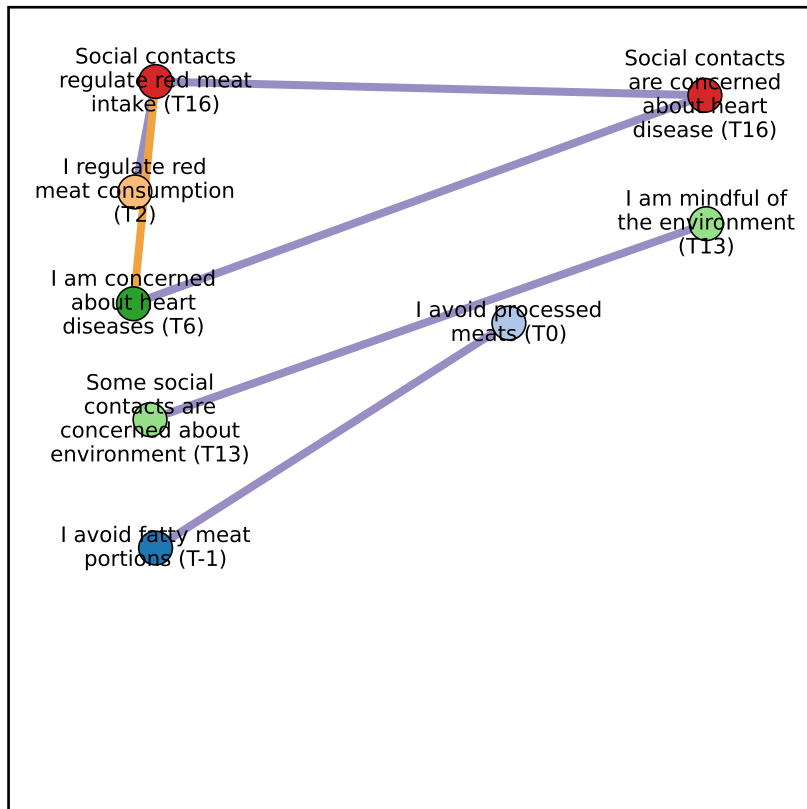 Social contacts
regulate red meat
intake (T16)
Social contacts
are concerned
about heart
disease (T16)
I regulate red
meat consumption
(T2)
I am mindful of
the environment
(T13)
I am concerned
about heart
diseases (T6)
I avoid processed
meats (T0)
Some social
contacts are
concerned about
environment (T13)
I avoid fatty meat
portions (T-1)